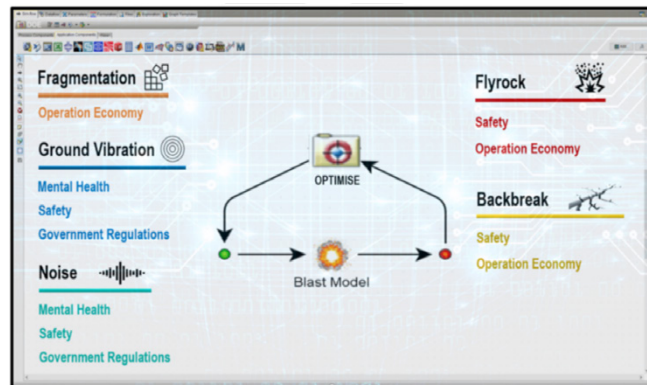 Fragmentation
Operation Economy
Ground Vibration
Mental Health
Safety
Government Regulations
Noise
Mental Health
Safety
Government Regulations
OPTIMISE
Blast Model
Flyrock
Safety
Operation Economy
Backbreak
Safety
Operation Economy